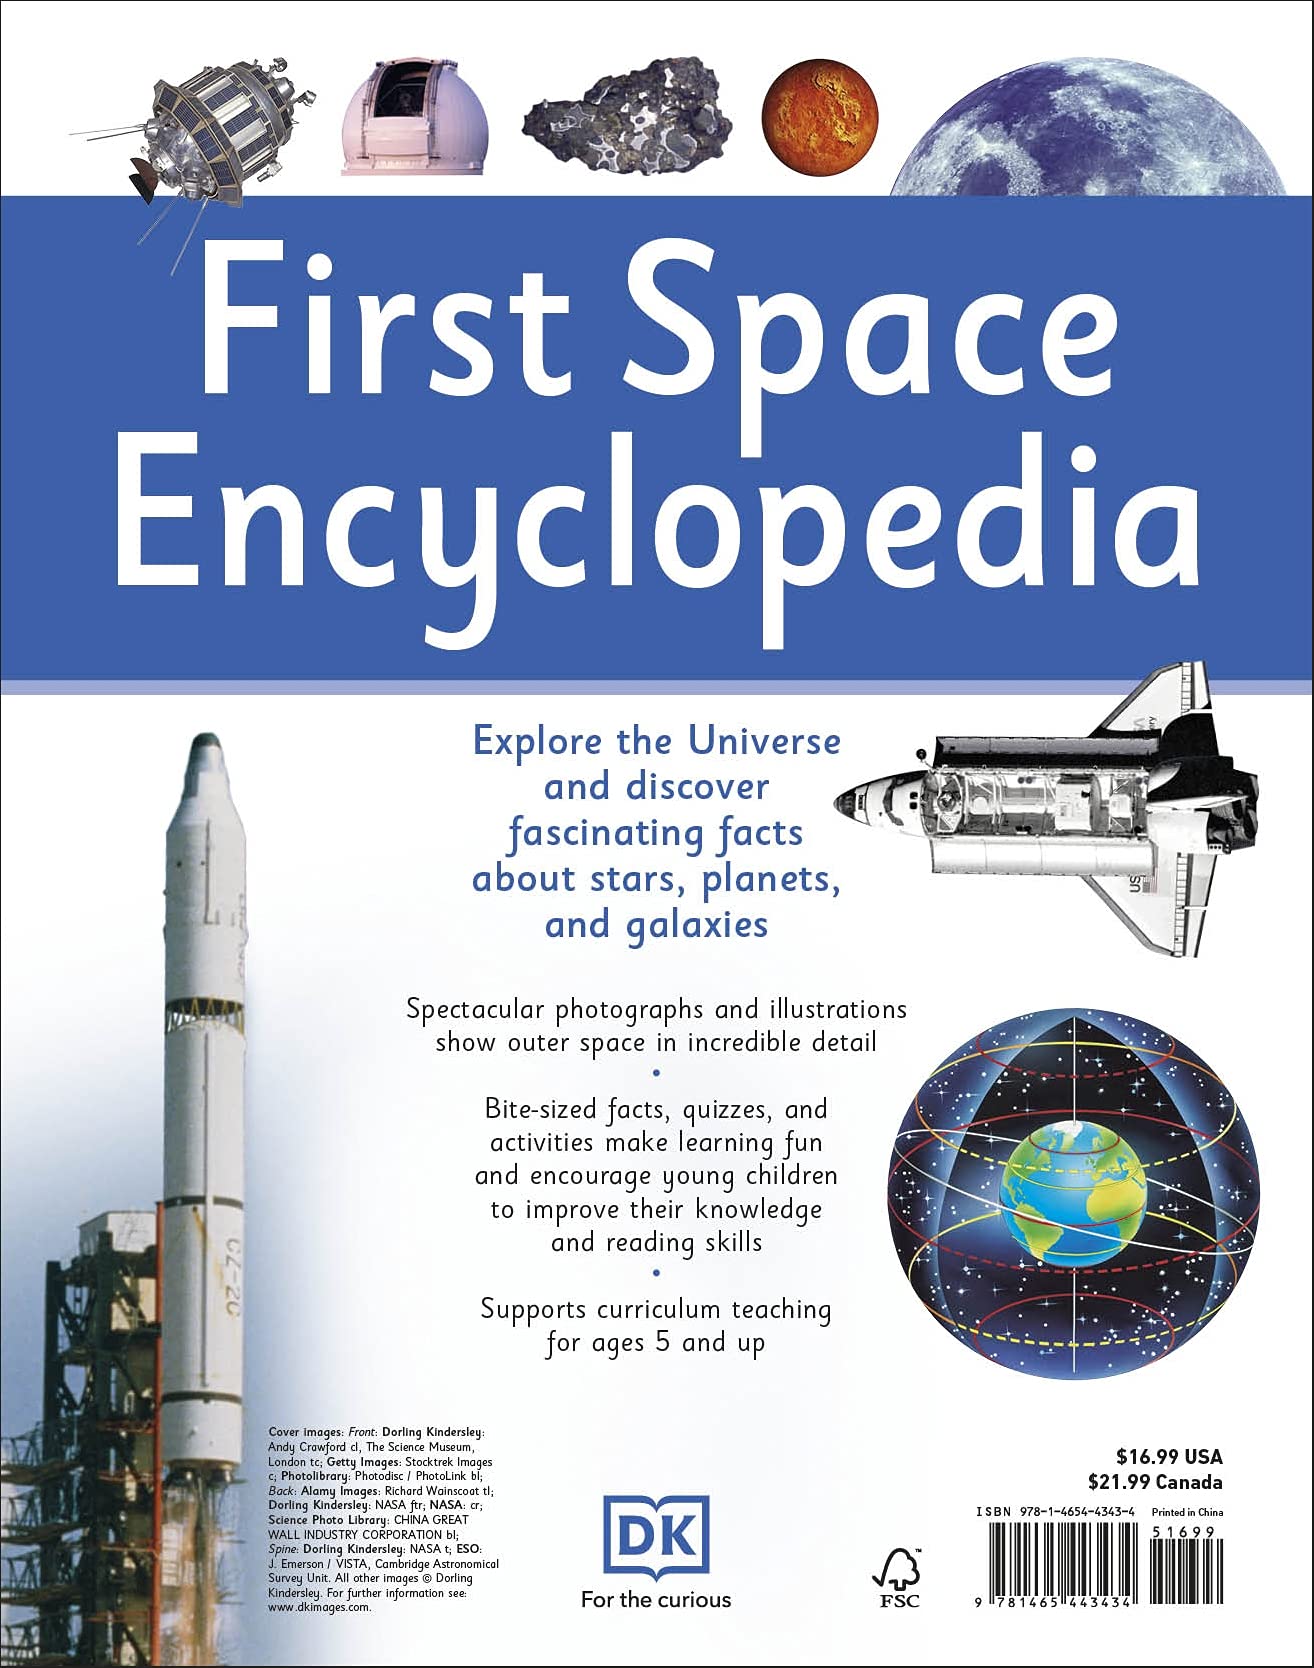 First Space
Encyclopedia
Explore the Universe
and discover
fascinating facts
about stars, planets,
and galaxies
Spectacular photographs and illustrations
show outer space in incredible detail
•
Bite-sized facts, quizzes, and
activities make learning fun
and encourage young children
to improve their knowledge
and reading skills
•
Supports curriculum teaching
for ages 5 and up
CZ-2C
US
Cover images: Front: Dorling Kindersley:
Andy Crawford cl, The Science Museum,
London tc; Getty Images: Stocktrek Images
c; Photolibrary: Photodisc / PhotoLink bl;
Back: Alamy Images: Richard Wainscoat tl;
Dorling Kindersley: NASA ftr; NASA: cr;
Science Photo Library: CHINA GREAT
WALL INDUSTRY CORPORATION bl;
Spine: Dorling Kindersley: NASA t; ESO:
J. Emerson / VISTA, Cambridge Astronomical
Survey Unit. All other images © Dorling
Kindersley. For further information see:
www.dkimages.com.
DK
For the curious
™
FSC
$16.99 USA
$21.99 Canada
ISBN 978-1-4654-4343-4 Printed in China
51699
9 781465 443434